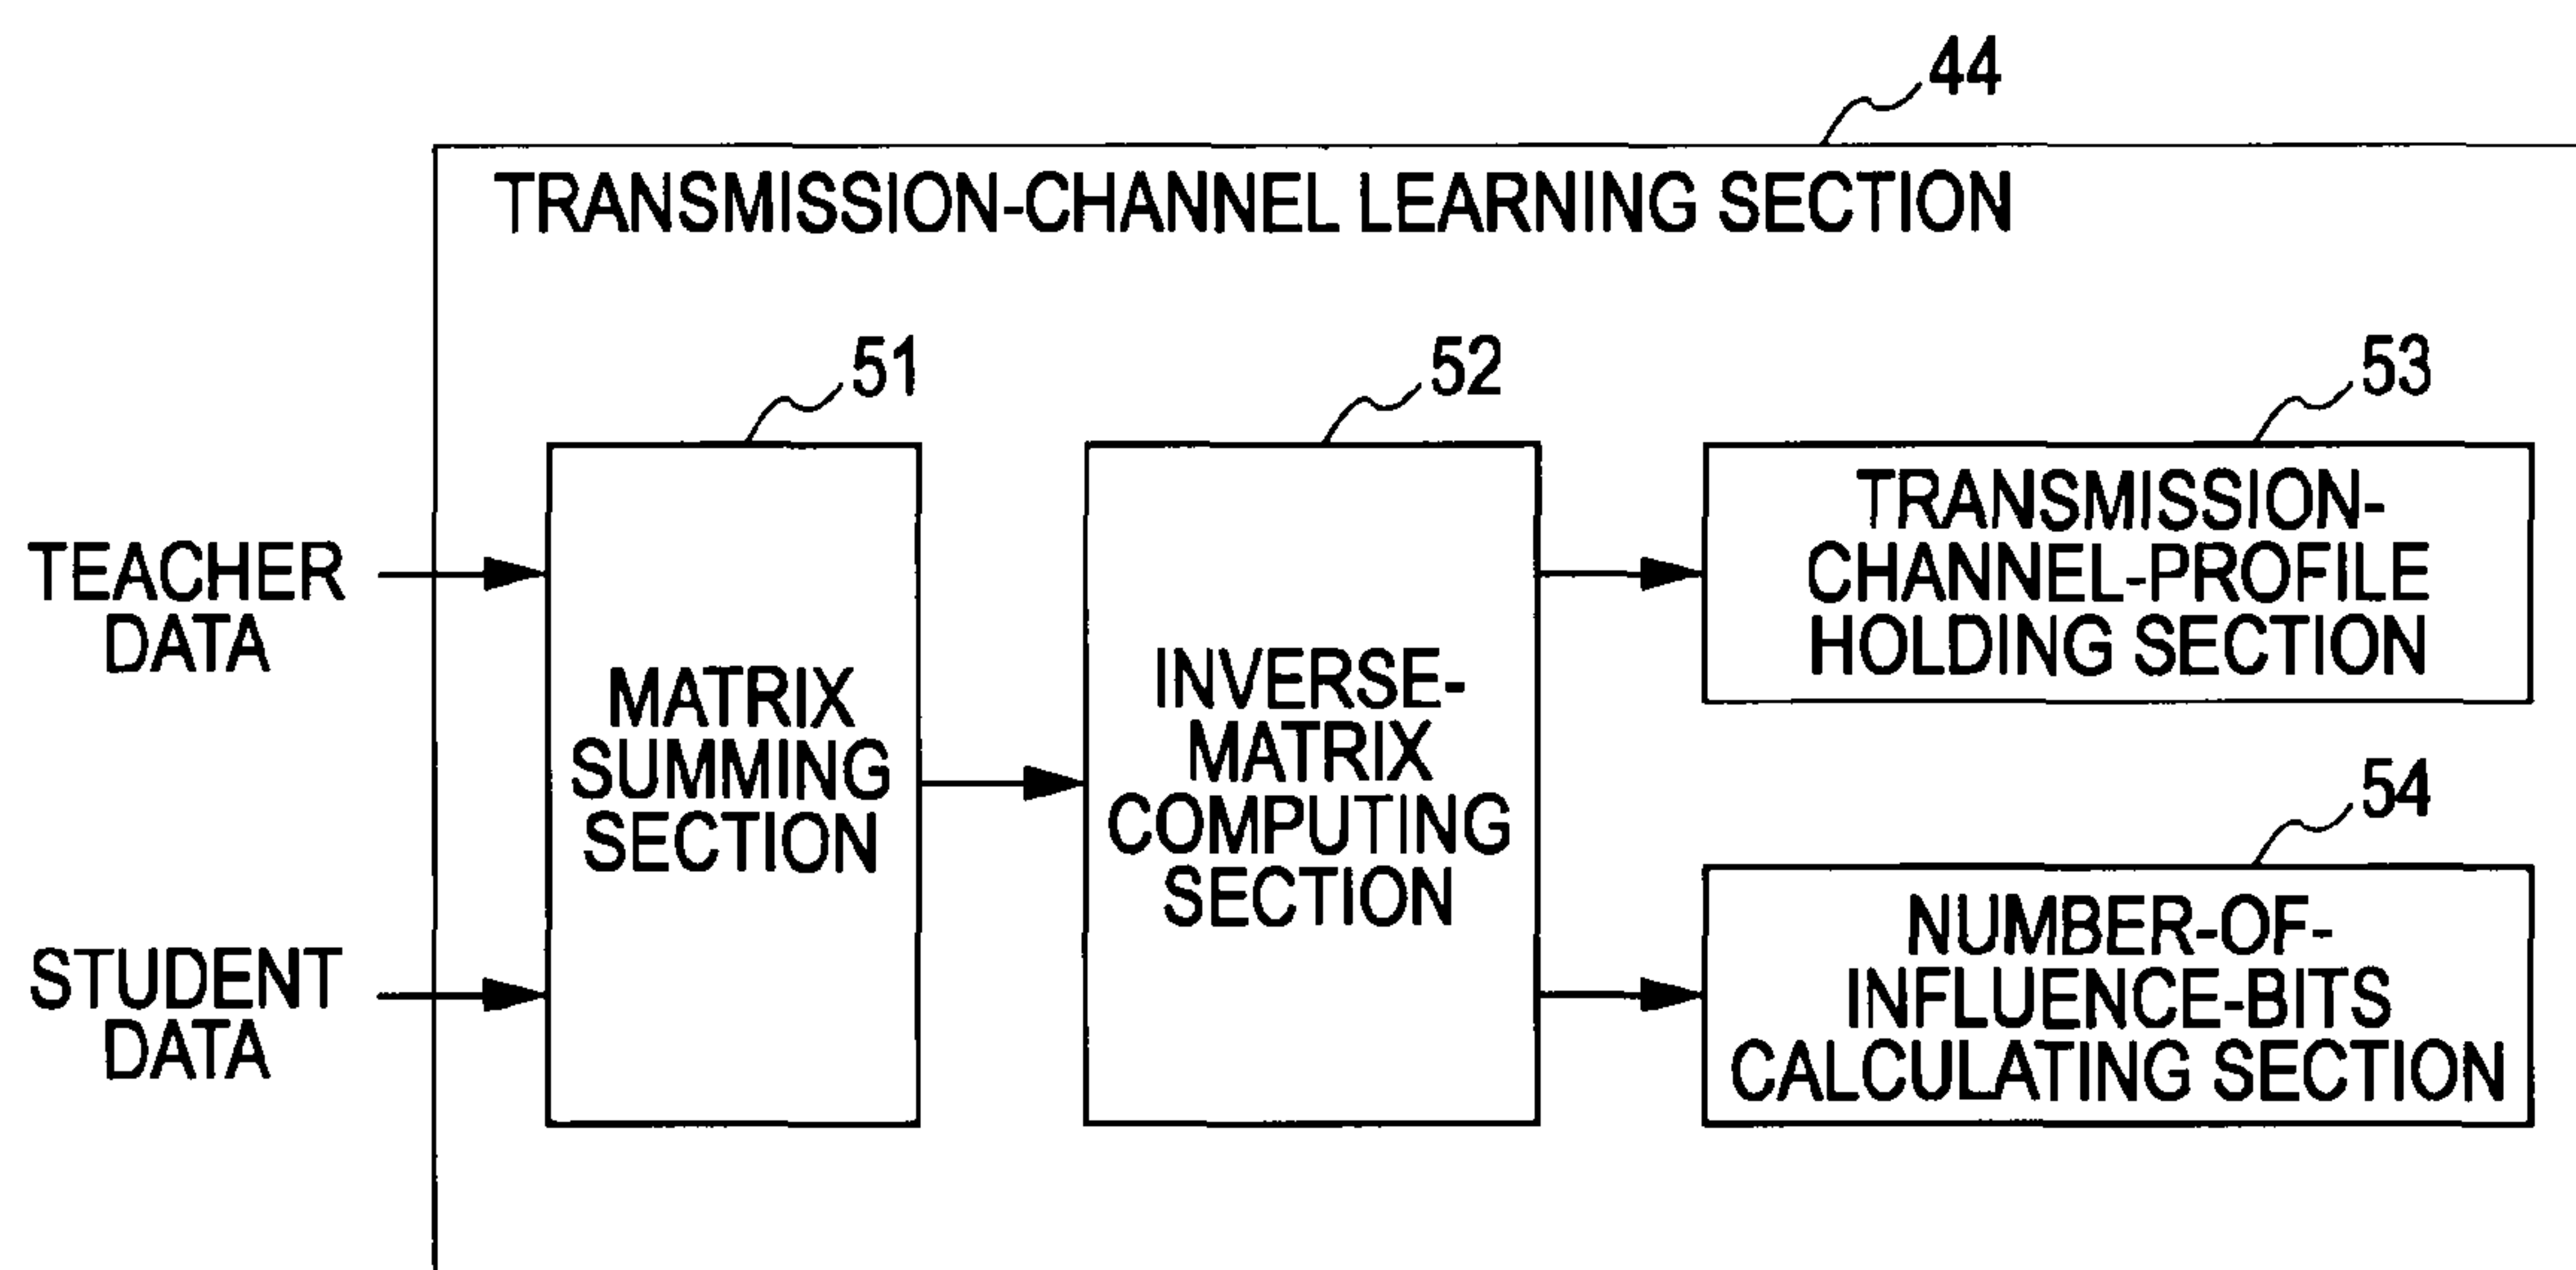 44
TRANSMISSION-CHANNEL LEARNING SECTION
51
52
53
TEACHER
DATA
STUDENT
DATA
MATRIX
SUMMING
SECTION
INVERSE-
MATRIX
COMPUTING
SECTION
TRANSMISSION-
CHANNEL-PROFILE
HOLDING SECTION
54
NUMBER-OF-
INFLUENCE-BITS
CALCULATING SECTION